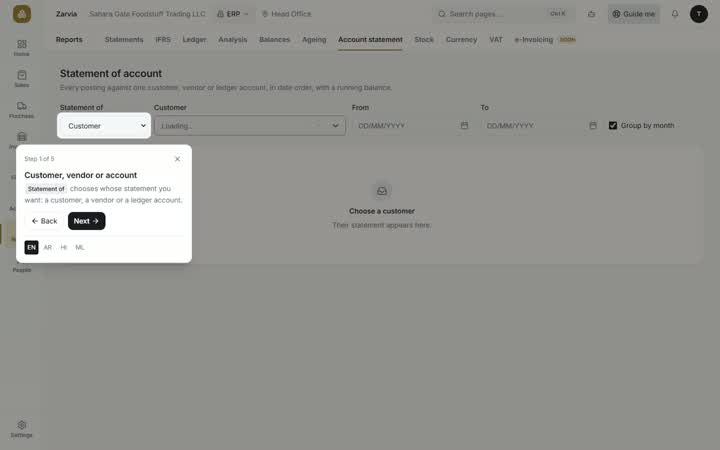 Zarvia
Sahara Gate Foodstuff Trading LLC
ERP
Head Office
Search pages...
Ctrl K
Guide me
T
Reports
Statements
IFRS
Ledger
Analysis
Balances
Ageing
Account statement
Stock
Currency
VAT
e-Invoicing
SOON
Home
Sales
Purchase
People
Settings
Statement of account
Every posting against one customer, vendor or ledger account, in date order, with a running balance.
Statement of
Customer
From
To
Customer
Loading...
DD/MM/YYYY
DD/MM/YYYY
Group by month
Step 1 of 5
Customer, vendor or account
Statement of chooses whose statement you
want: a customer, a vendor or a ledger account.
Back
Next
EN
AR
HI
ML
Choose a customer
Their statement appears here.